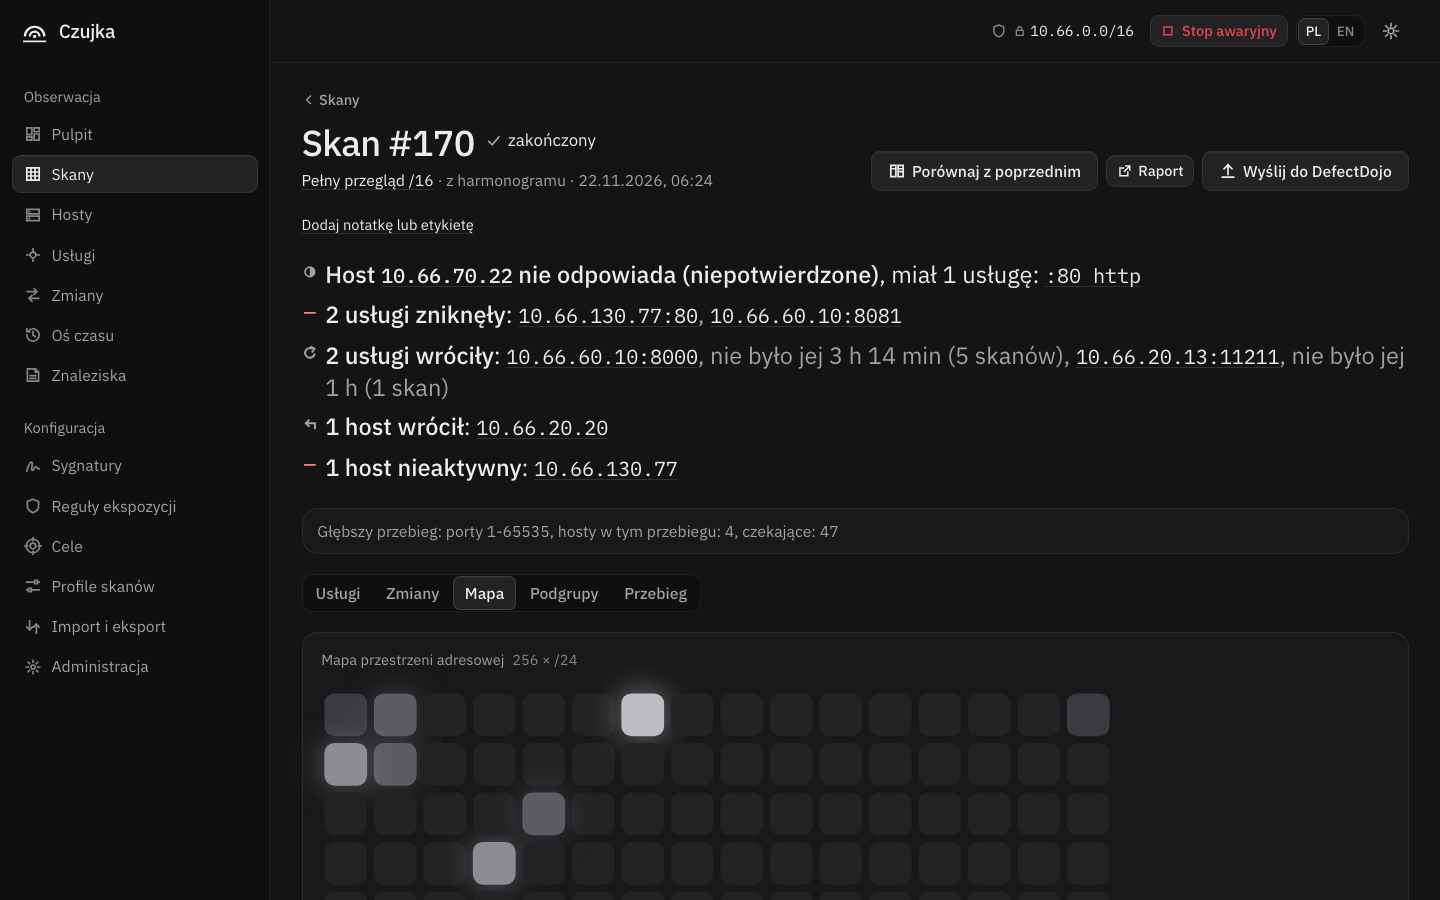 Czujka
10.66.0.0/16
Stop awaryjny
PL EN
Obserwacja
Pulpit
Skany
Hosty
Usługi
Zmiany
Oś czasu
Znaleziska
Konfiguracja
Sygnatury
Reguły ekspozycji
Cele
Profile skanów
Import i eksport
Administracja
Skany
Skan #170 zakończony
Pełny przegląd /16 · z harmonogramu · 22.11.2026, 06:24
Porównaj z poprzednim
Raport
Wyślij do DefectDojo
Dodaj notatkę lub etykietę
Host 10.66.70.22 nie odpowiada (niepotwierdzone), miał 1 usługę: :80 http
2 usługi zniknęły: 10.66.130.77:80, 10.66.60.10:8081
2 usługi wróciły: 10.66.60.10:8000, nie było jej 3 h 14 min (5 skanów), 10.66.20.13:11211, nie było jej
1 h (1 skan)
1 host wrócił: 10.66.20.20
1 host nieaktywny: 10.66.130.77
Głębszy przebieg: porty 1-65535, hosty w tym przebiegu: 4, czekające: 47
Usługi Zmiany Mapa Podgrupy Przebieg
Mapa przestrzeni adresowej 256 × /24